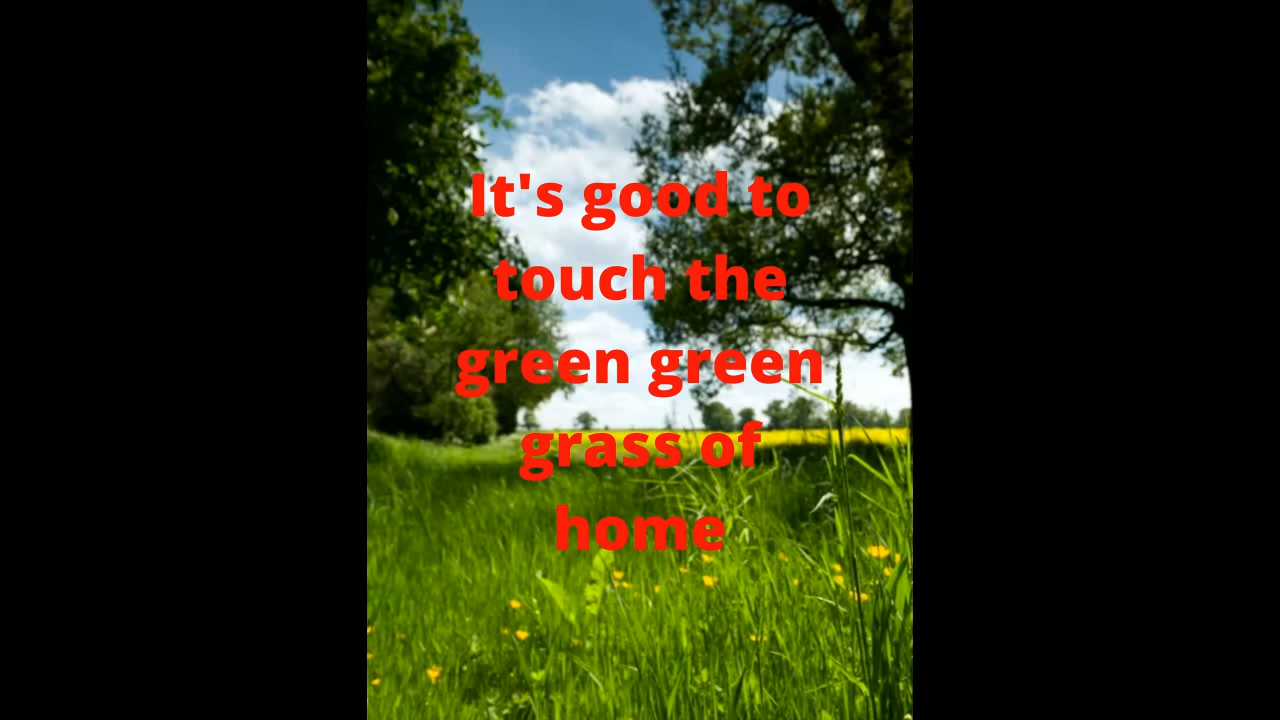 It's good to
touch the
green green
grass of
home